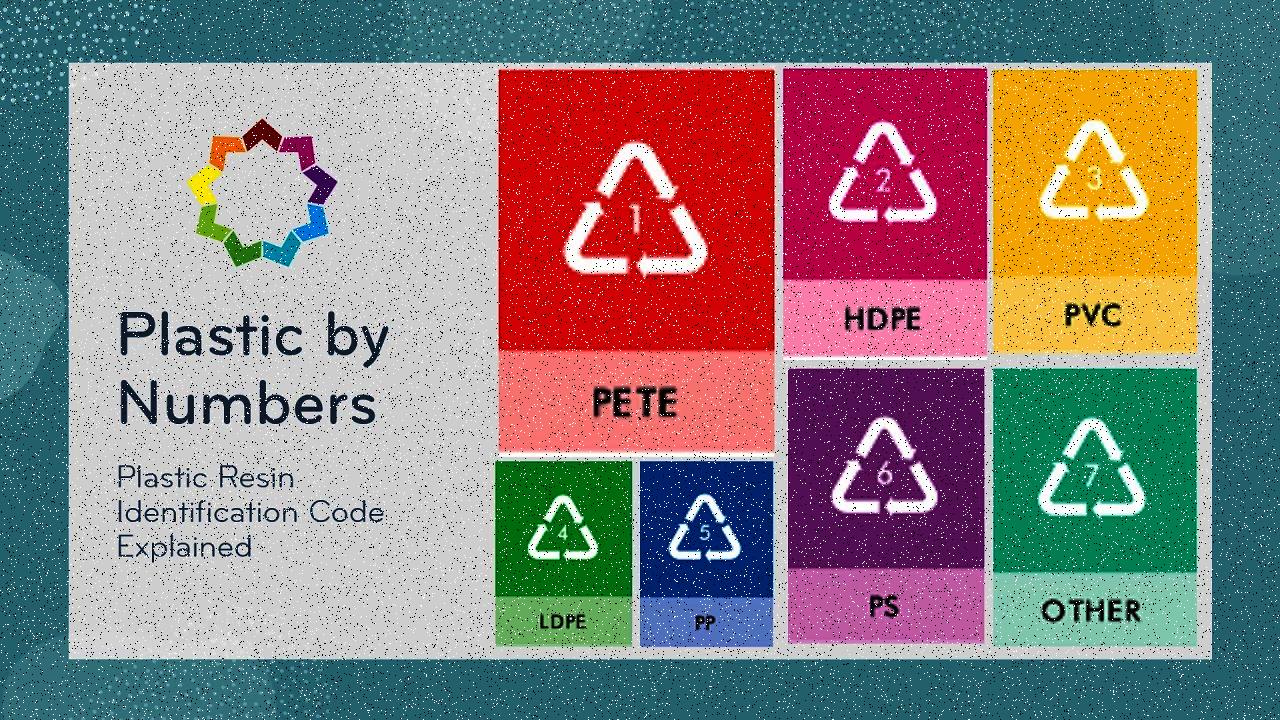 Plastic by
Numbers
Plastic Resin
Identification Code
Explained
1
PETE
2
HDPE
3
PVC
4
LDPE
5
PP
6
PS
7
OTHER